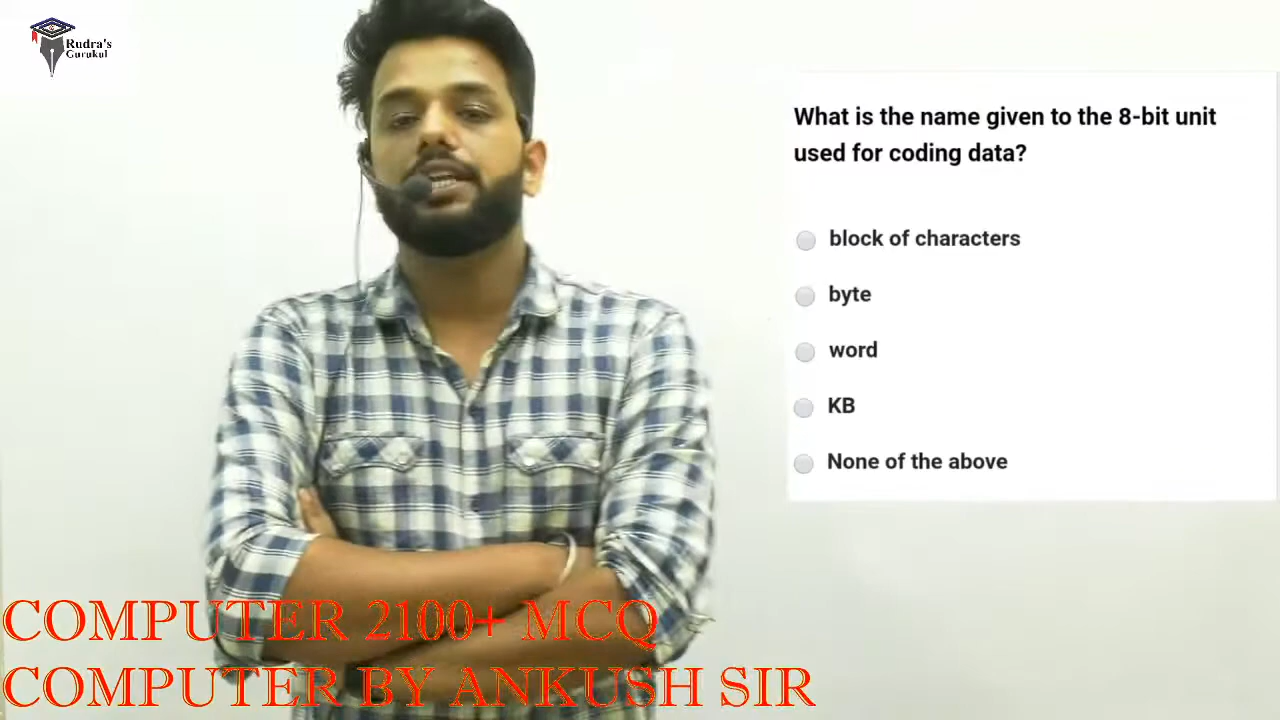 Rudra's
Gurukul
What is the name given to the 8-bit unit
used for coding data?
block of characters
byte
word
KB
None of the above
COMPUTER 2100+ MCQ
COMPUTER BY ANKUSH SIR